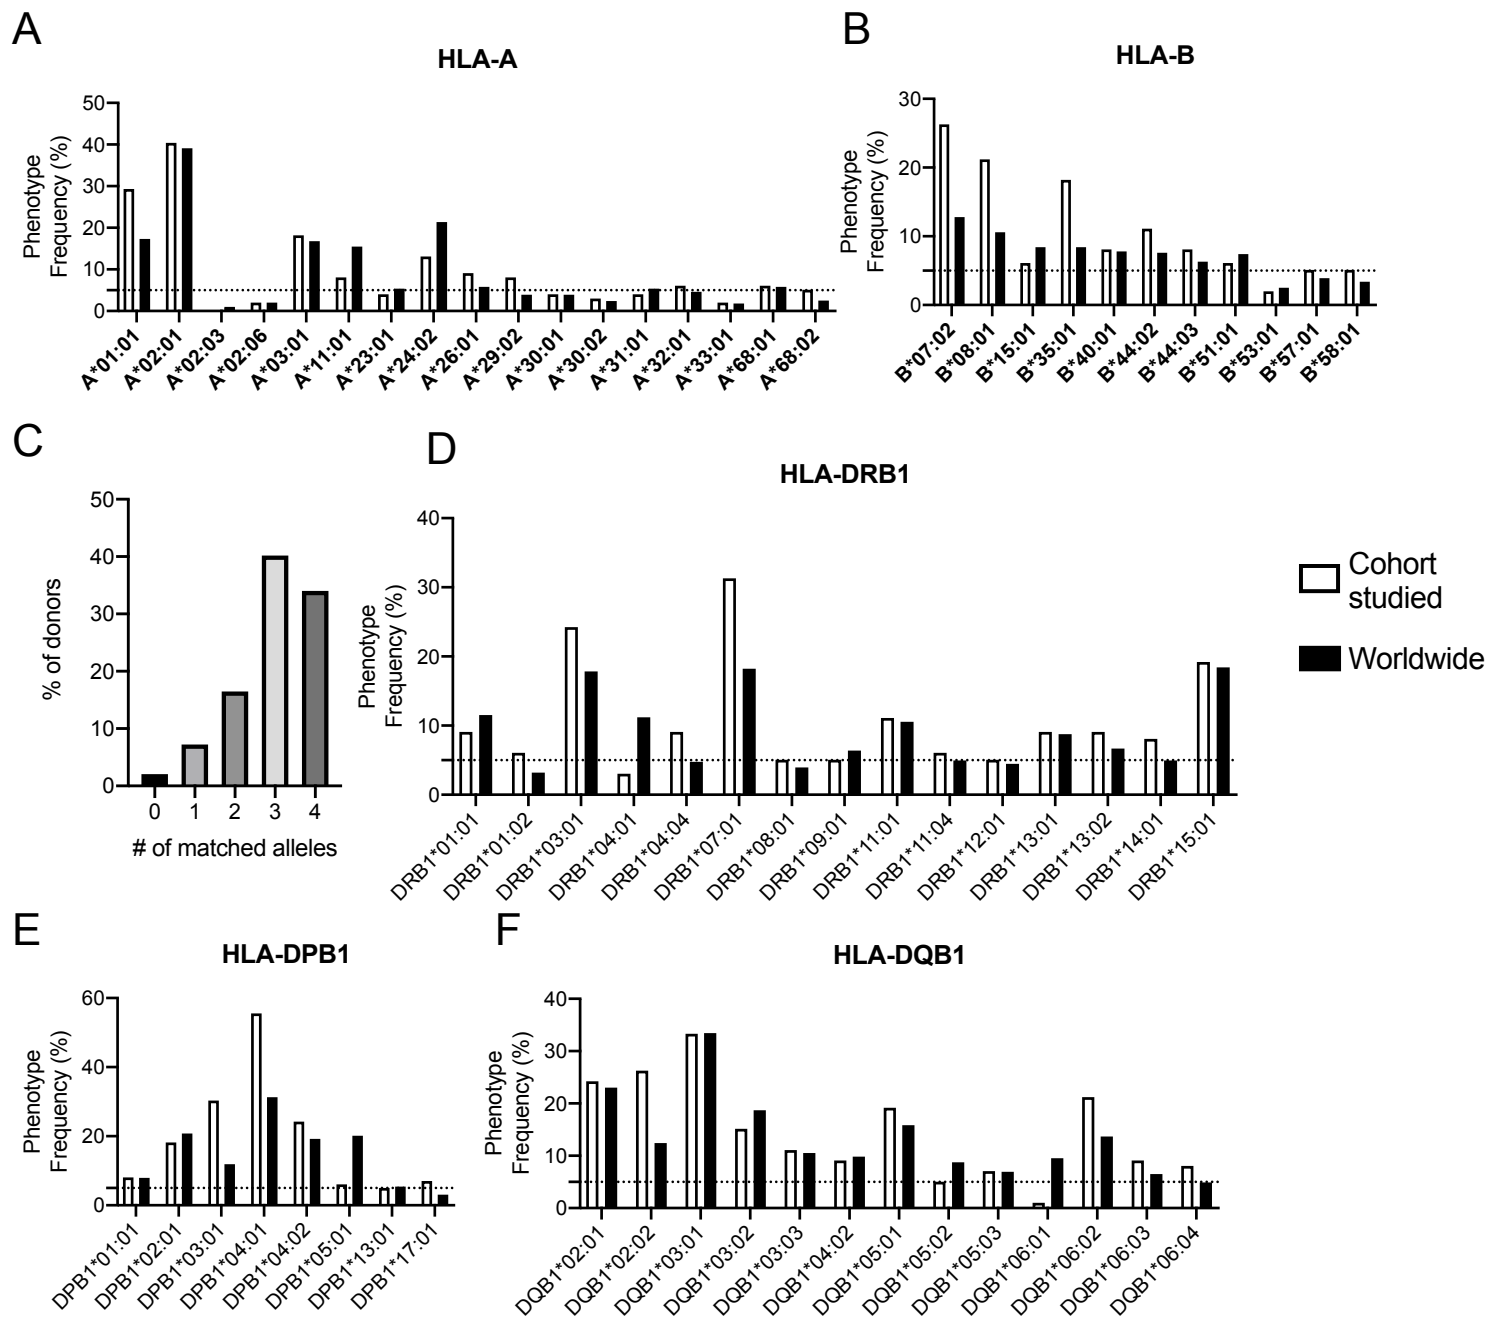 A
HLA-A
Phenotype
Frequency (%)
50
40
30
20
10
0
A*01:01
A*02:01
A*02:03
A*02:06
A*03:01
A*11:01
A*23:01
A*24:02
A*26:01
A*29:02
A*30:01
A*30:02
A*31:01
A*32:01
A*33:01
A*68:01
A*68:02
B
HLA-B
Phenotype
Frequency (%)
30
20
10
0
B*07:02
B*08:01
B*15:01
B*35:01
B*40:01
B*44:02
B*44:03
B*51:01
B*53:01
B*57:01
B*58:01
C
% of donors
50
40
30
20
10
0
0 1 2 3 4
# of matched alleles
D
HLA-DRB1
Phenotype
Frequency (%)
40
30
20
10
0
DRB1*01:01
DRB1*01:02
DRB1*03:01
DRB1*04:01
DRB1*04:04
DRB1*07:01
DRB1*08:01
DRB1*09:01
DRB1*11:01
DRB1*11:04
DRB1*12:01
DRB1*13:01
DRB1*13:02
DRB1*14:01
DRB1*15:01
Cohort
studied
Worldwide
E
HLA-DPB1
Phenotype
Frequency (%)
60
40
20
0
DPB1*01:01
DPB1*02:01
DPB1*03:01
DPB1*04:01
DPB1*04:02
DPB1*05:01
DPB1*13:01
DPB1*17:01
F
HLA-DQB1
Phenotype
Frequency (%)
40
30
20
10
0
DQB1*02:01
DQB1*02:02
DQB1*03:01
DQB1*03:02
DQB1*03:03
DQB1*04:02
DQB1*05:01
DQB1*05:02
DQB1*05:03
DQB1*06:01
DQB1*06:02
DQB1*06:03
DQB1*06:04